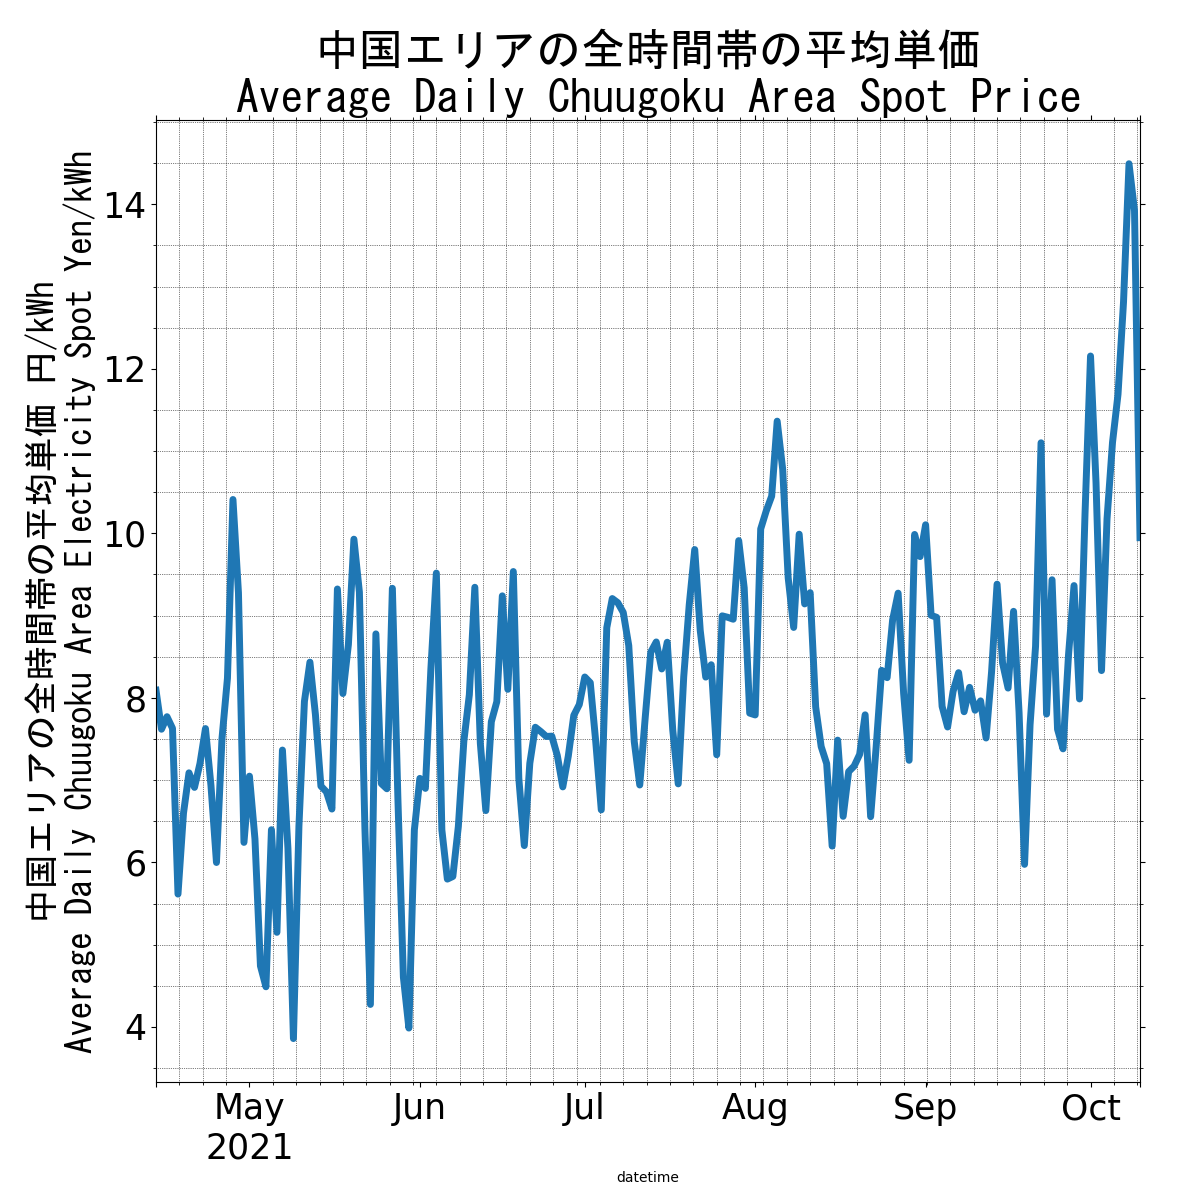 中国エリアの全時間帯の平均単価
Average Daily Chuugoku Area Spot Price
中国エリアの全時間帯の平均単価 円/kWh
Average Daily Chuugoku Area Electricity Spot Yen/kWh
14
12
10
8
6
4
May
2021
Jun
Jul
Aug
Sep
Oct
datetime